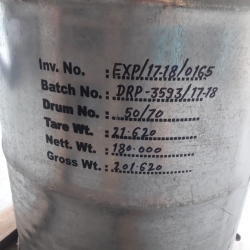 Inv. No. : EXP/17-18/0165
Batch No. : DRP-3593/17-18
Drum No. : 50/70
Tare Wt. : 21.620
Nett. Wt. : 180.000
Gross Wt. : 201.620